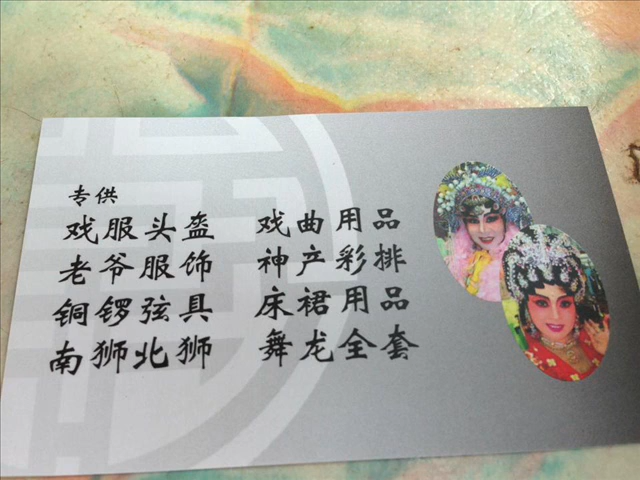 专供
戏服头盔 戏曲用品
老爷服饰 神产彩排
铜锣弦具 床裙用品
南狮北狮 舞龙全套